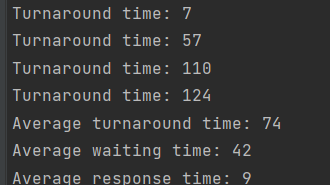 Turnaround time: 7
Turnaround time: 57
Turnaround time: 110
Turnaround time: 124
Average turnaround time: 74
Average waiting time: 42
Average response time: 9